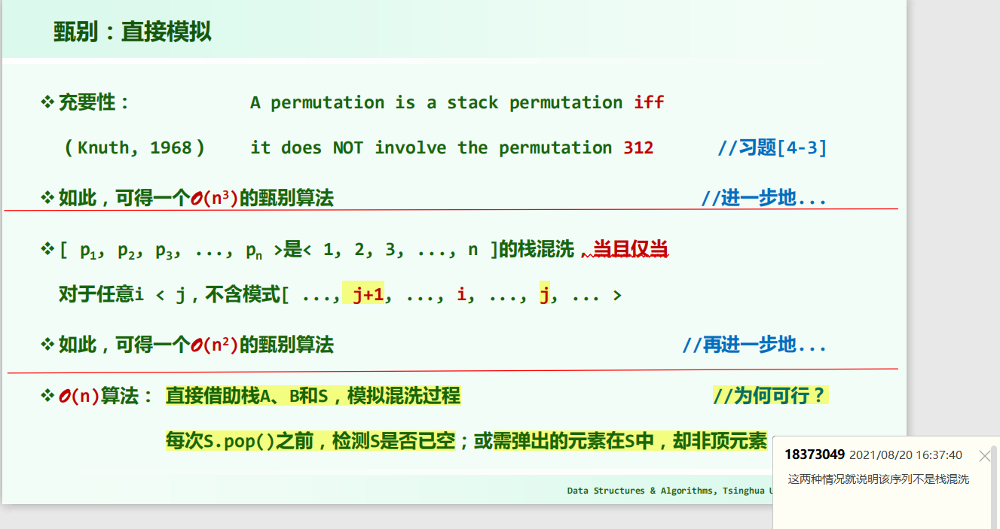 甄别：直接模拟
❖ 充要性： A permutation is a stack permutation iff
（Knuth, 1968） it does NOT involve the permutation 312 //习题[4-3]
❖ 如此，可得一个O(n³)的甄别算法 //进一步地...
❖ [ p₁, p₂, p₃, ..., pₙ >是< 1, 2, 3, ..., n ]的栈混洗，当且仅当
对于任意i < j，不含模式[ ..., j+1, ..., i, ..., j, ... >
❖ 如此，可得一个O(n²)的甄别算法 //再进一步地...
❖ O(n)算法： 直接借助栈A、B和S，模拟混洗过程 //为何可行？
每次S.pop()之前，检测S是否已空；或需弹出的元素在S中，却非顶元素
18373049 2021/08/20 16:37:40
这两种情况就说明该序列不是栈混洗
Data Structures & Algorithms, Tsinghua